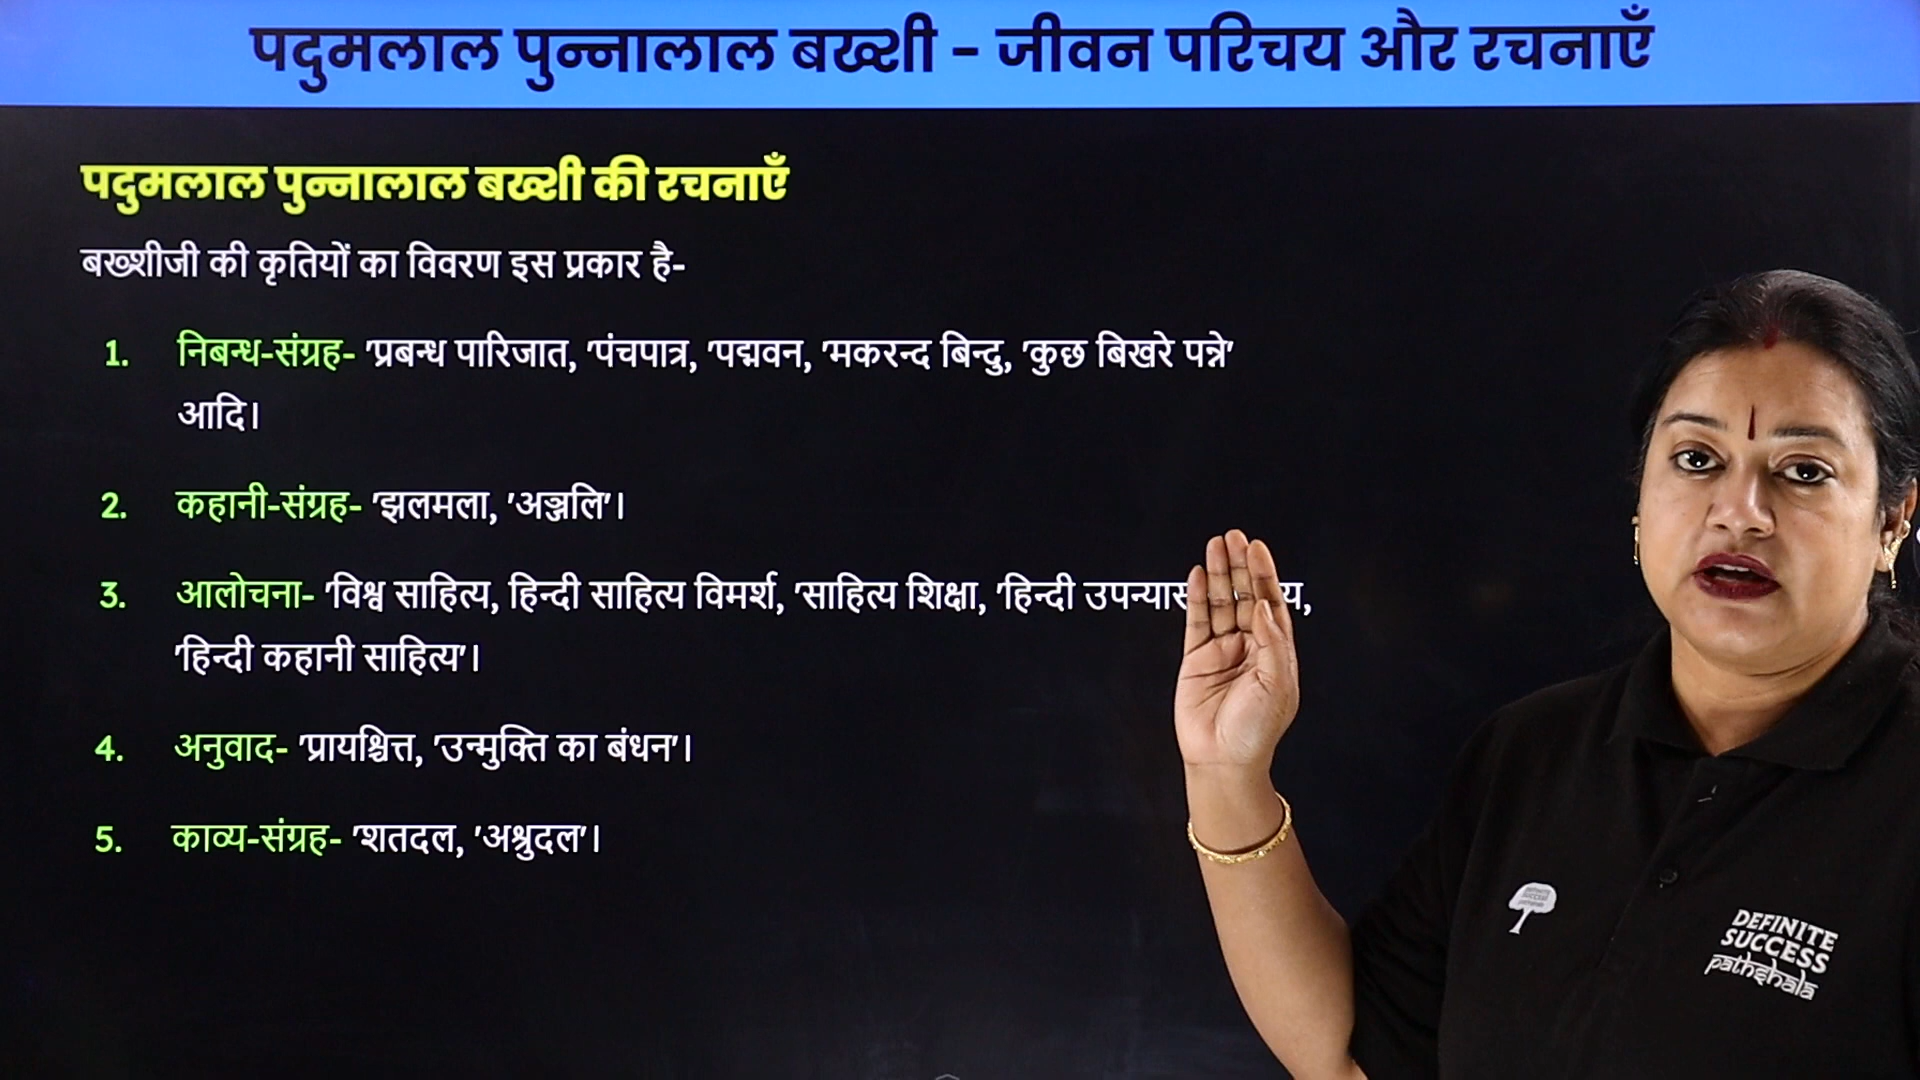 पदुमलाल पुन्नालाल बख्शी - जीवन परिचय और रचनाएँ
पदुमलाल पुन्नालाल बख्शी की रचनाएँ
बख्शीजी की कृतियों का विवरण इस प्रकार है-
1. निबन्ध-संग्रह- 'प्रबन्ध पारिजात, 'पंचपात्र, 'पद्मवन, 'मकरन्द बिन्दु, 'कुछ बिखरे पन्ने'
आदि।
2. कहानी-संग्रह- 'झलमला, 'अञ्जलि'।
3. आलोचना- 'विश्व साहित्य, हिन्दी साहित्य विमर्श, 'साहित्य शिक्षा, 'हिन्दी उपन्यास
'हिन्दी कहानी साहित्य'।
4. अनुवाद- 'प्रायश्चित्त, 'उन्मुक्ति का बंधन'।
5. काव्य-संग्रह- 'शतदल, 'अश्रुदल'।
DEFINITE
SUCCESS
pathshala